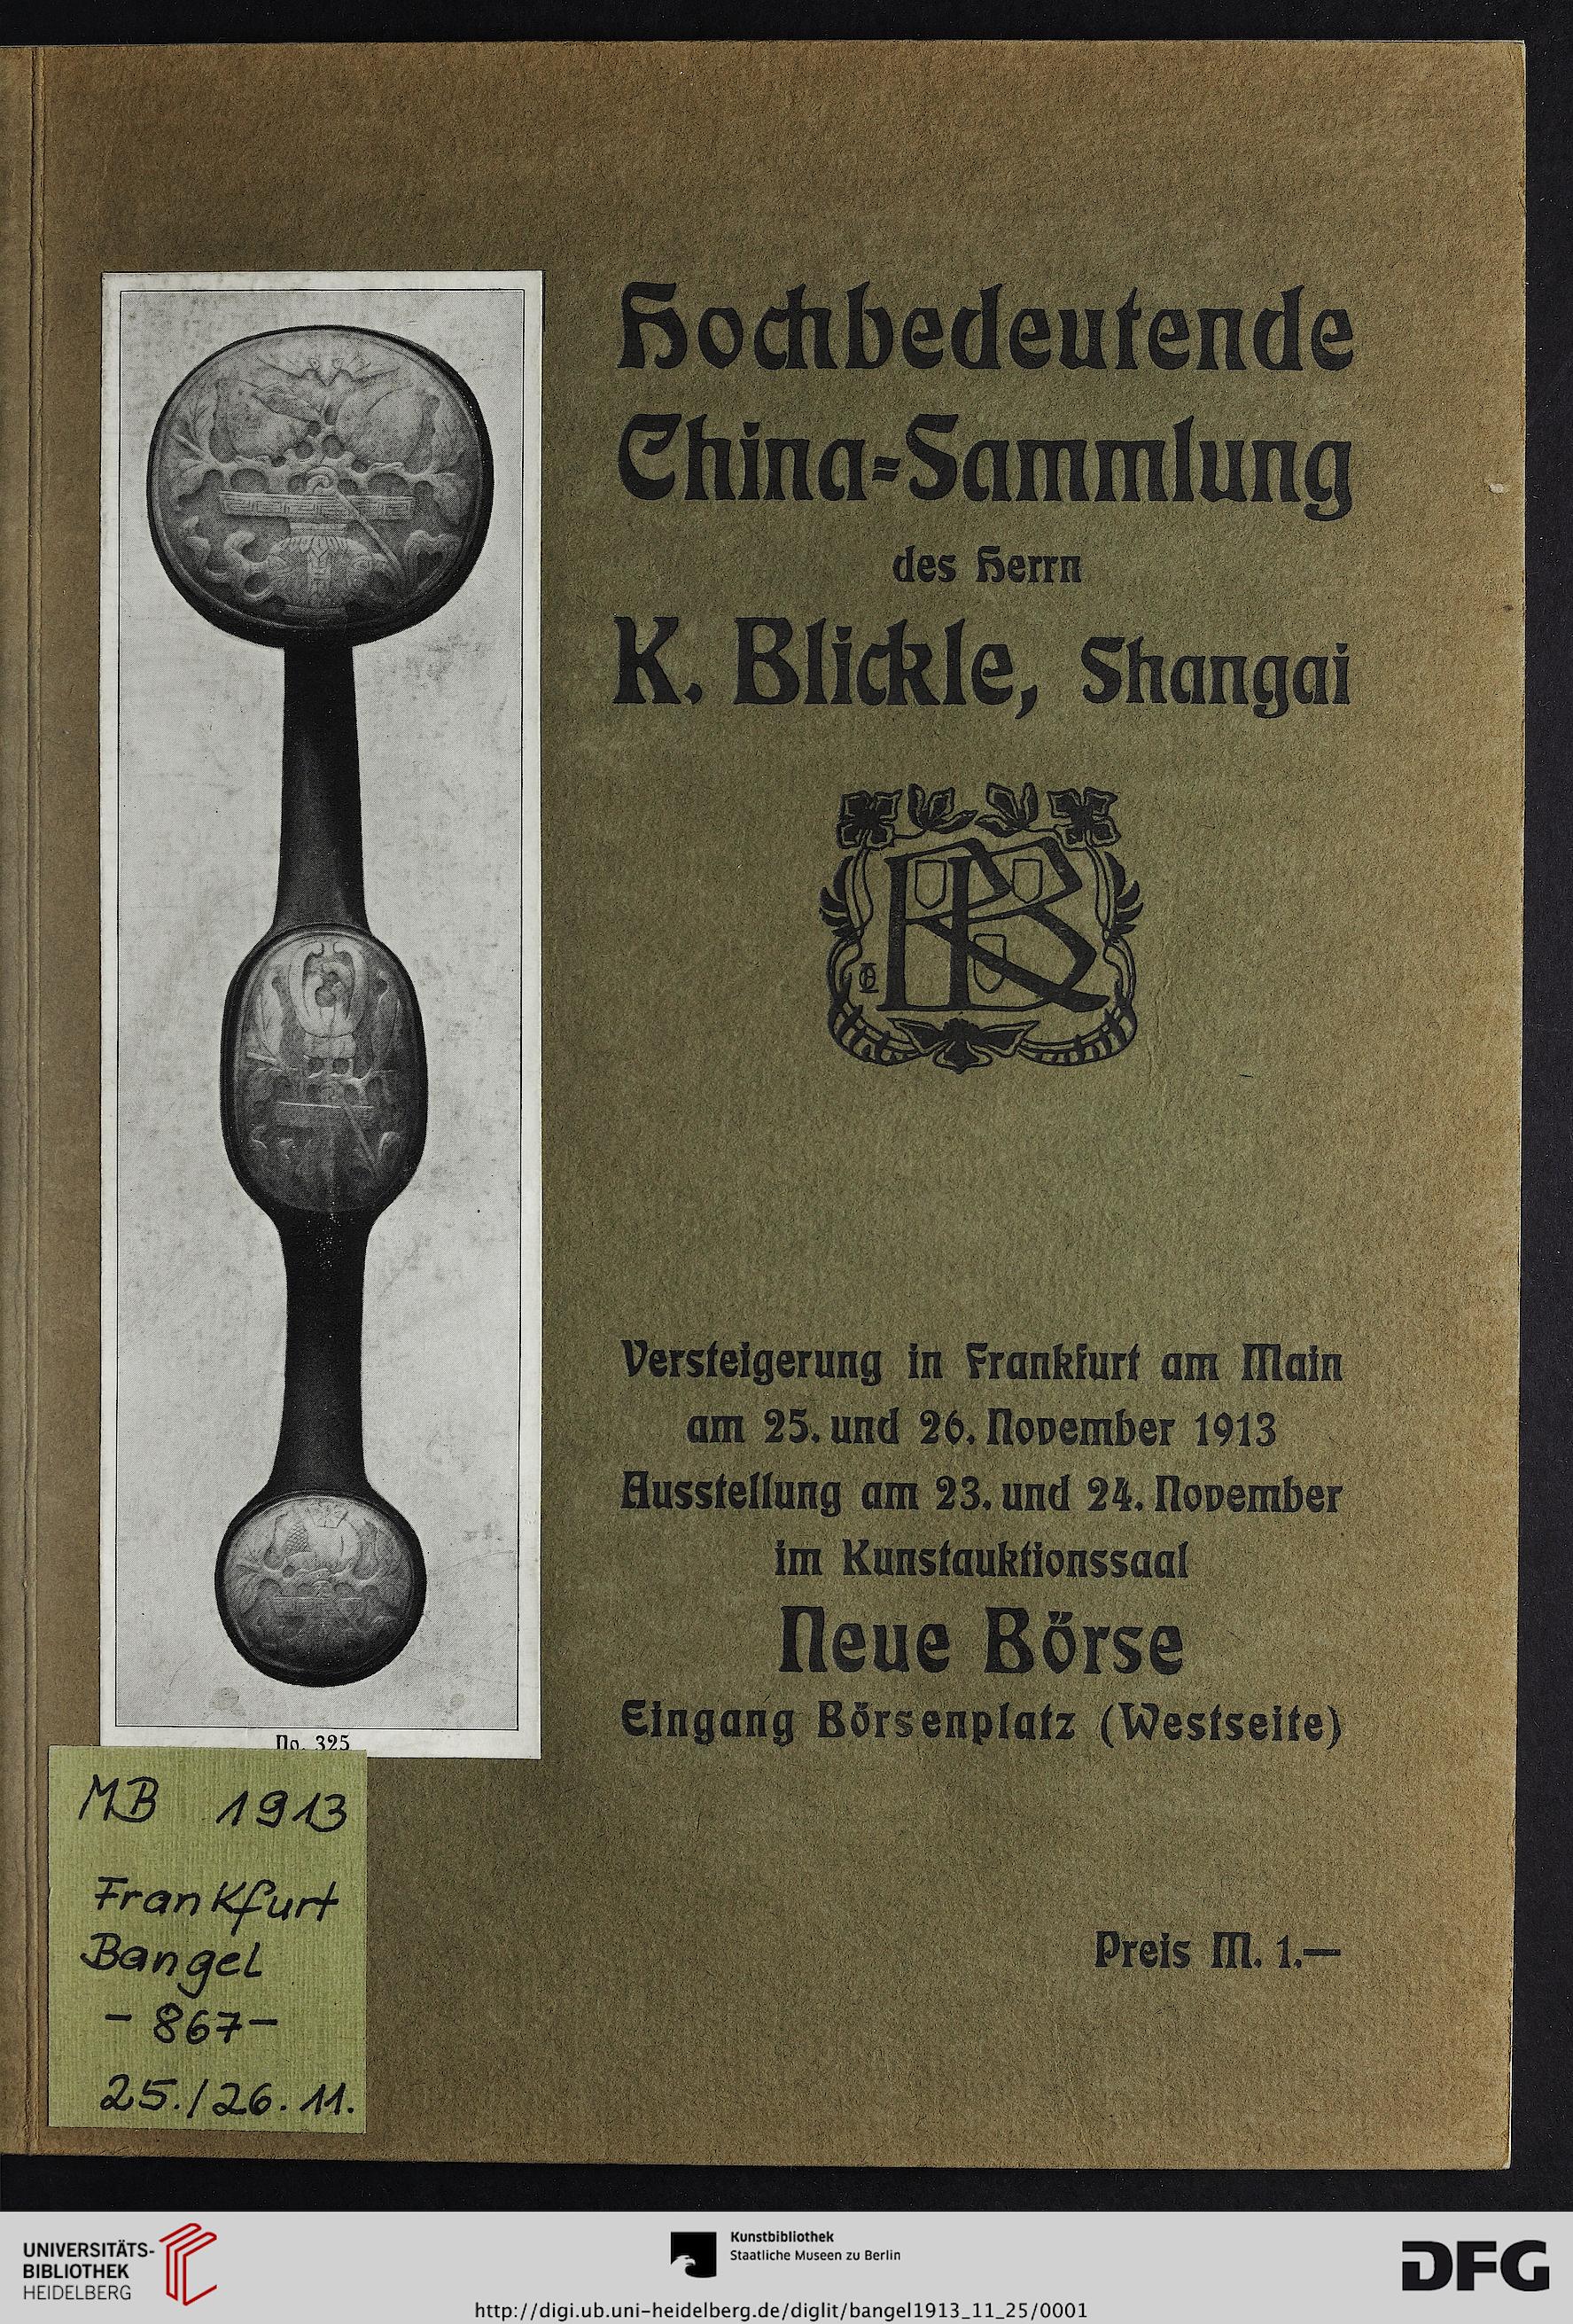 Hochbedeutende
China=Sammlung
des Herrn
K. Blickle, Shangai
RB
Versteigerung in Frankfurt am Main
am 25. und 26. November 1913
Ausstellung am 23. und 24. November
im Kunstauktionssaal
Neue Börse
Eingang Börsenplatz (Westseite)
Preis M. 1.—
No. 325
MB 1913
Frankfurt
Bangel
- 867-
25./26. 11.
UNIVERSITÄTS-
BIBLIOTHEK
HEIDELBERG
Kunstbibliothek
Staatliche Museen zu Berlin
DFG
http://digi.ub.uni-heidelberg.de/diglit/bangel1913_11_25/0001